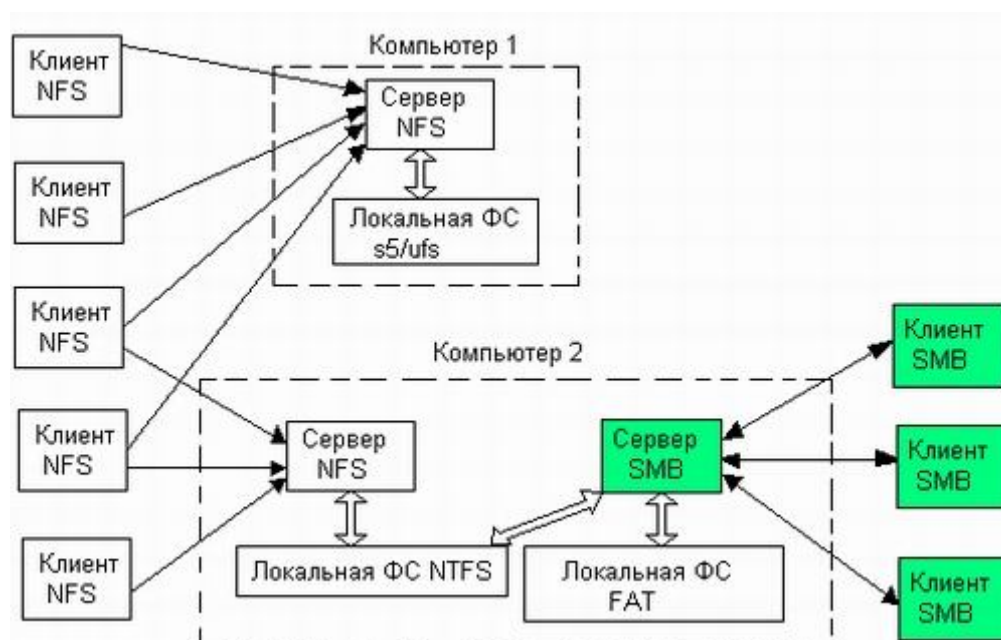 Компьютер 1
Клиент
NFS
Сервер
NFS
Клиент
NFS
Локальная ФС
s5/ufs
Клиент
NFS
Клиент
SMB
Компьютер 2
Клиент
NFS
Сервер
NFS
Сервер
SMB
Клиент
SMB
Клиент
NFS
Локальная ФС NTFS
Локальная ФС
FAT
Клиент
SMB